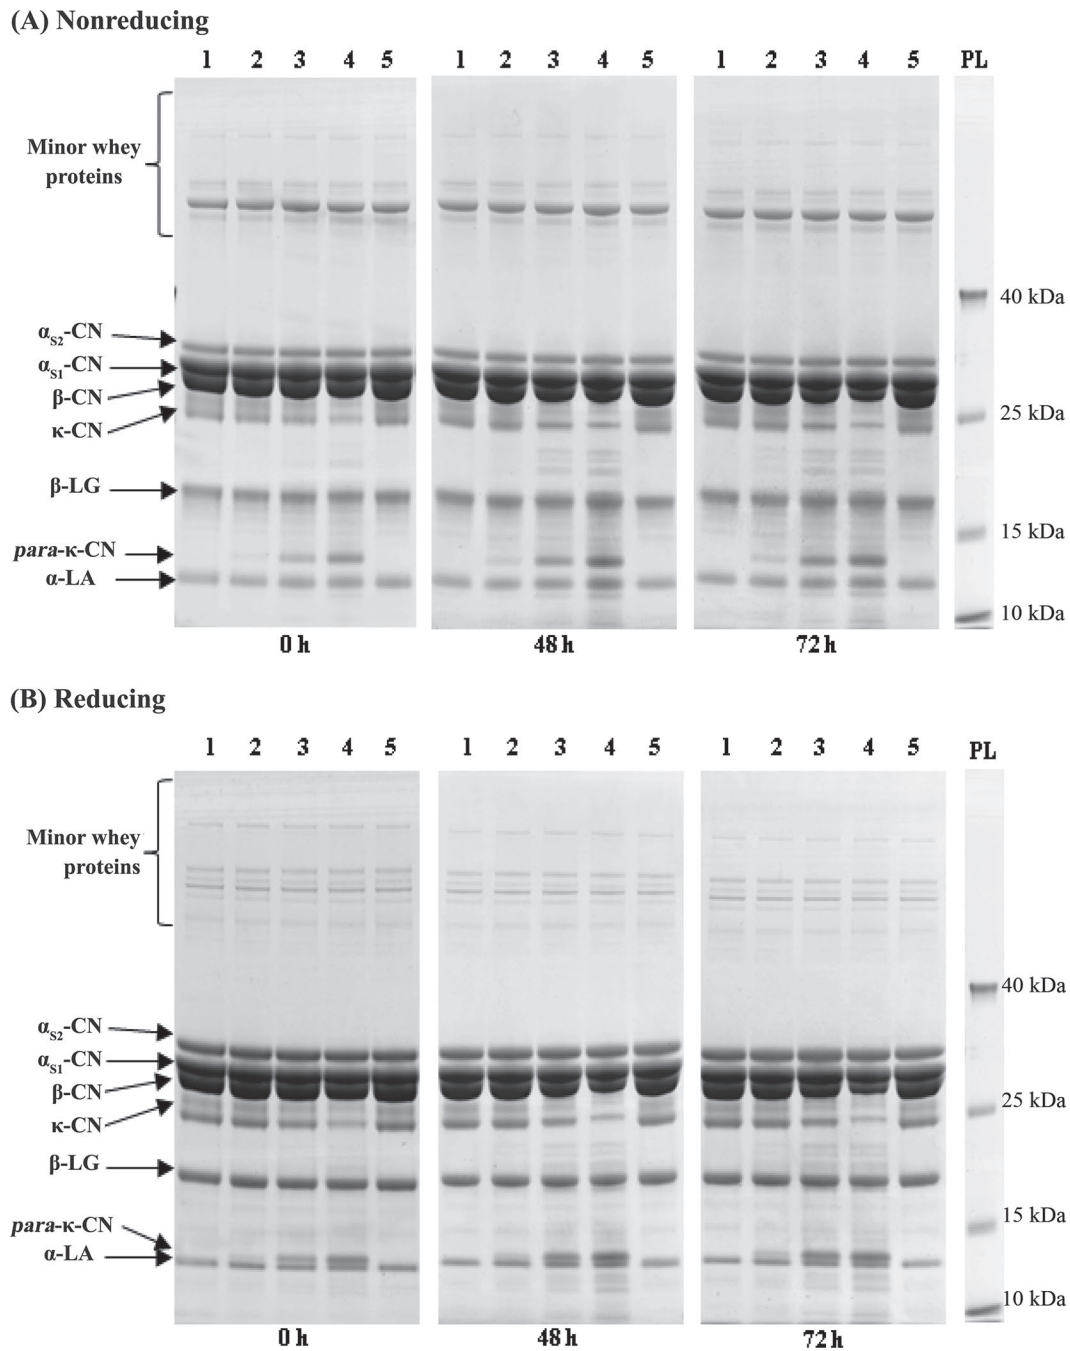 (A) Nonreducing
1 2 3 4 5 1 2 3 4 5 1 2 3 4 5 PL
Minor whey
proteins
40 kDa
αS2-CN
αS1-CN
β-CN
25 kDa
κ-CN
β-LG
15 kDa
para-κ-CN
α-LA
10 kDa
0 h 48 h 72 h
(B) Reducing
1 2 3 4 5 1 2 3 4 5 1 2 3 4 5 PL
Minor whey
proteins
40 kDa
αS2-CN
αS1-CN
β-CN
25 kDa
κ-CN
β-LG
15 kDa
para-κ-CN
α-LA
10 kDa
0 h 48 h 72 h